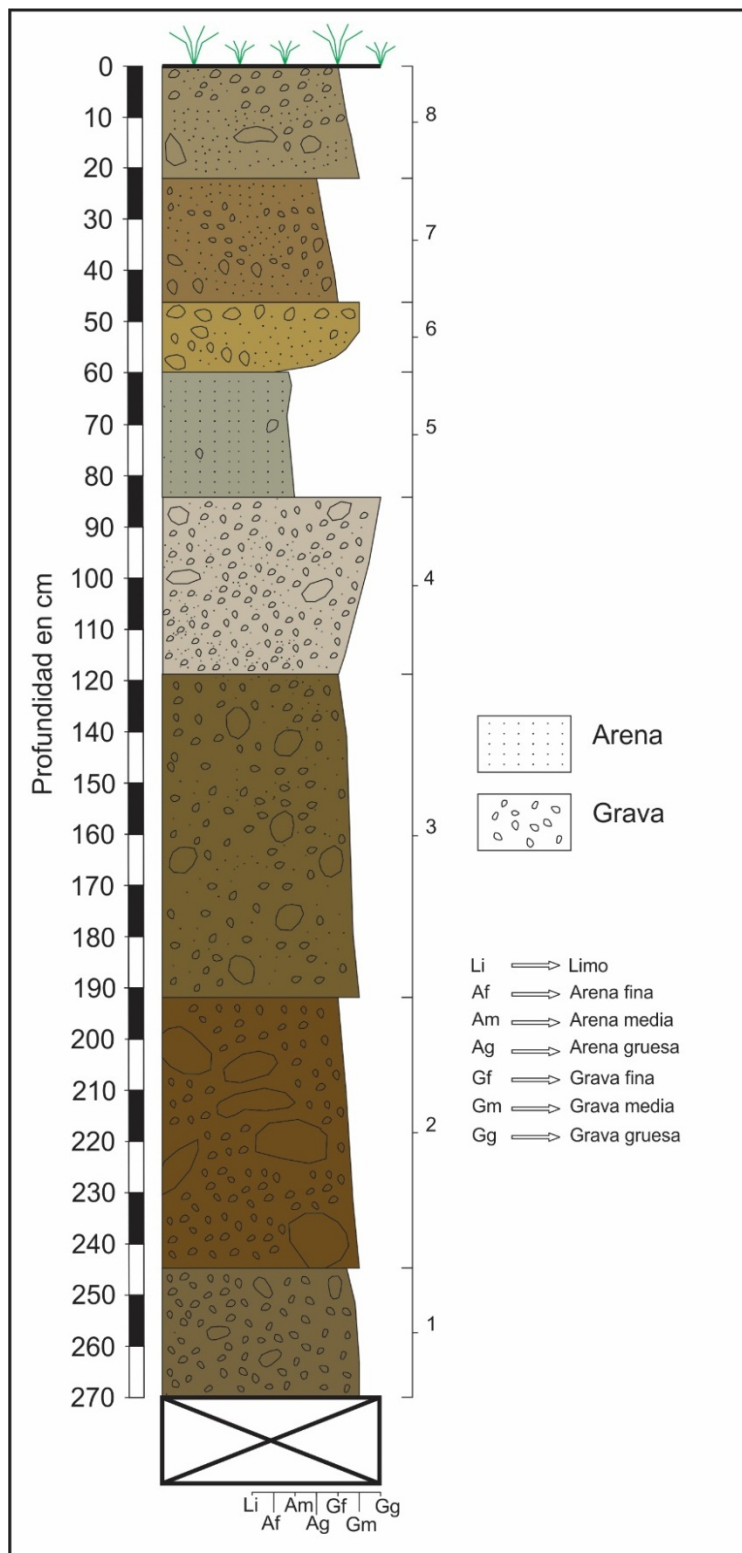 Profundidad en cm
0
10
20
30
40
50
60
70
80
90
100
110
120
140
150
160
170
180
190
200
210
220
230
240
250
260
270
8
7
6
5
4
3
2
1
Arena
Grava
Li Limo
Af Arena fina
Am Arena media
Ag Arena gruesa
Gf Grava fina
Gm Grava media
Gg Grava gruesa
Li Am Gf Gg
Af Ag Gm